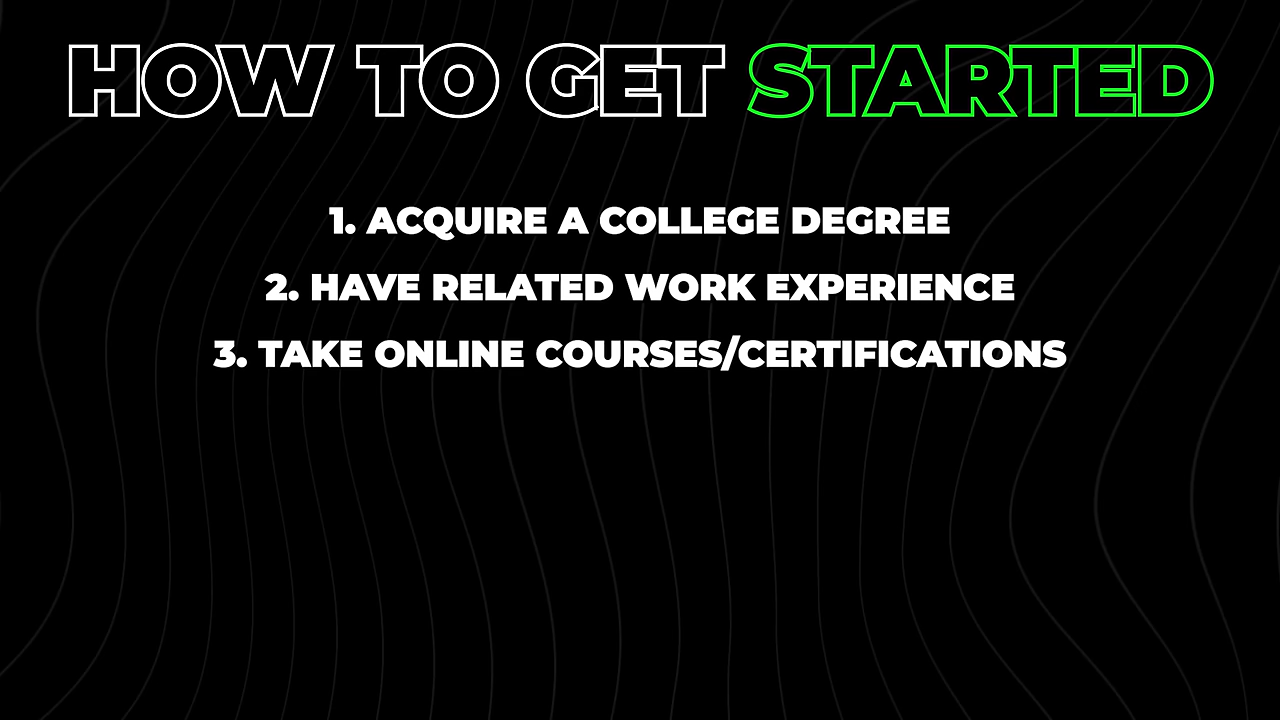 HOW TO GET STARTED
1. ACQUIRE A COLLEGE DEGREE
2. HAVE RELATED WORK EXPERIENCE
3. TAKE ONLINE COURSES/CERTIFICATIONS